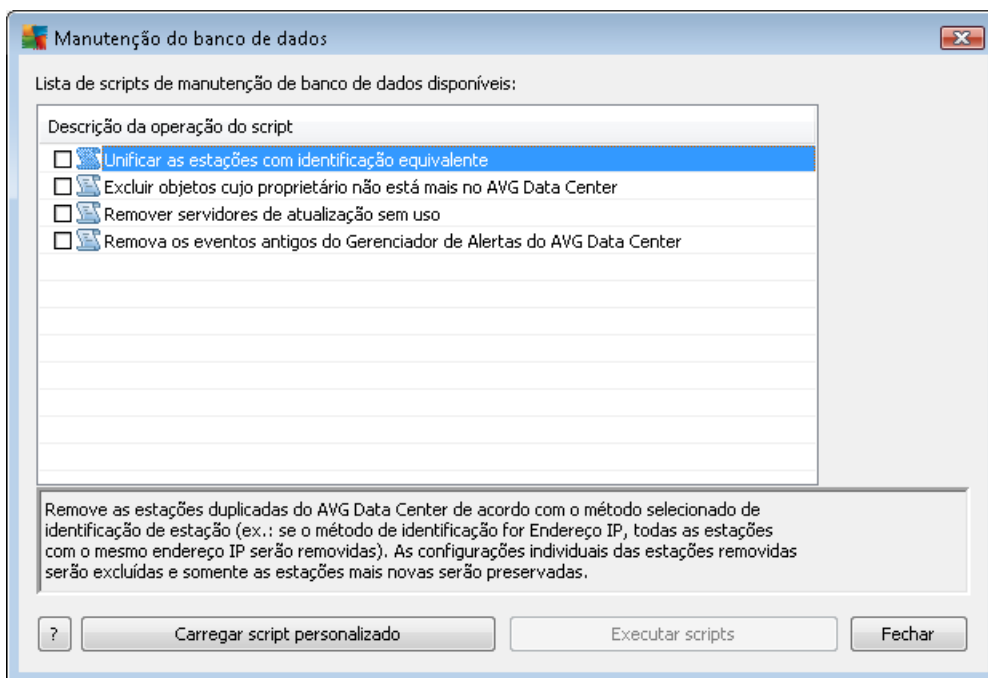 Manutenção do banco de dados
Lista de scripts de manutenção de banco de dados disponíveis:
Descrição da operação do script
Unificar as estações com identificação equivalente
Excluir objetos cujo proprietário não está mais no AVG Data Center
Remover servidores de atualização sem uso
Remova os eventos antigos do Gerenciador de Alertas do AVG Data Center
Remove as estações duplicadas do AVG Data Center de acordo com o método selecionado de
identificação de estação (ex.: se o método de identificação for Endereço IP, todas as estações
com o mesmo endereço IP serão removidas). As configurações individuais das estações removidas
serão excluídas e somente as estações mais novas serão preservadas.
? Carregar script personalizado Executar scripts Fechar